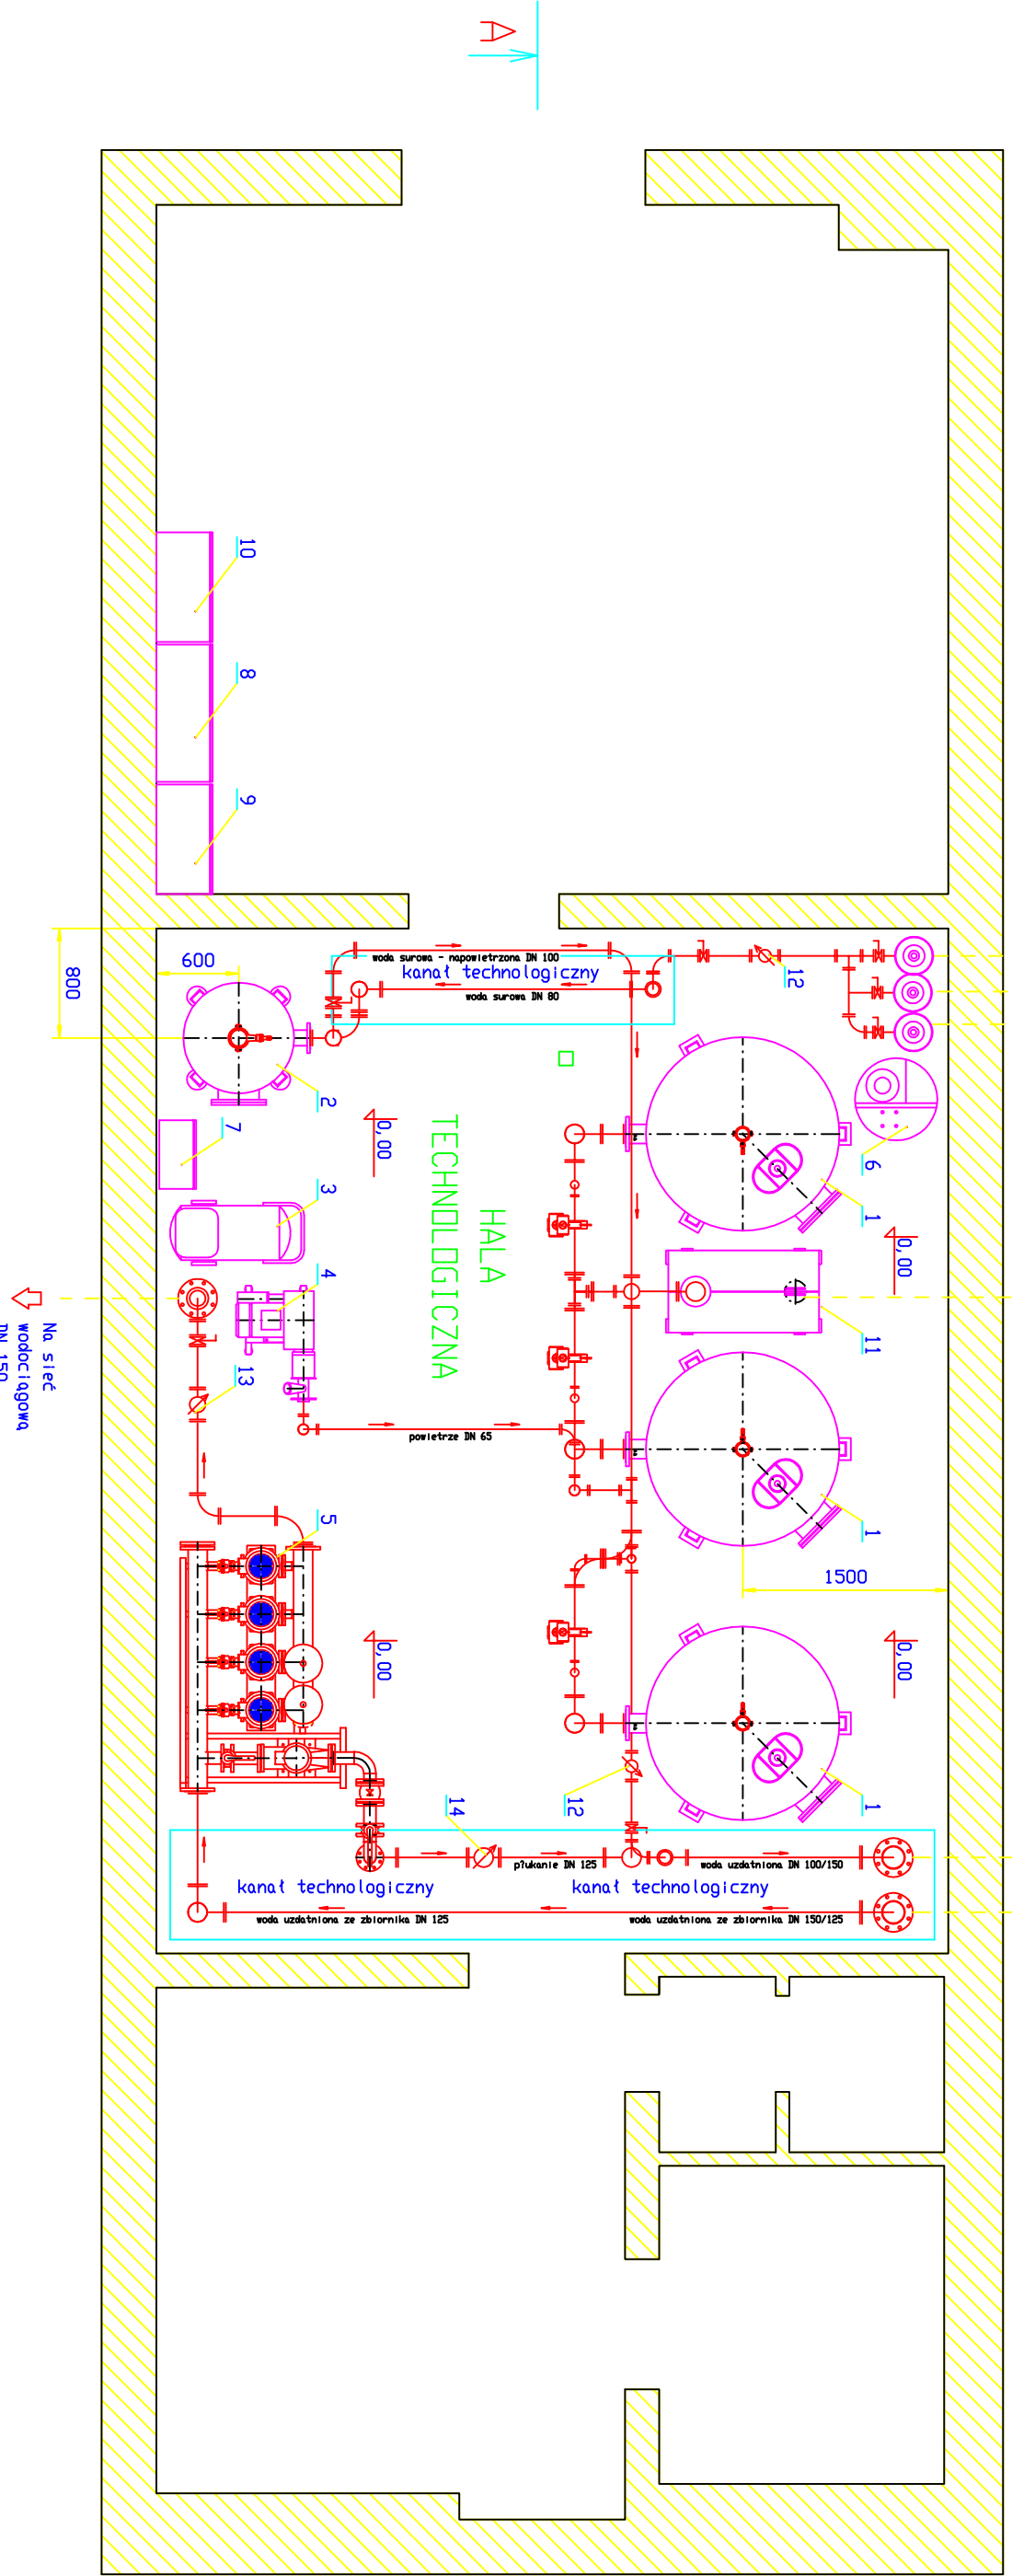 A
10
8
9
800
600
woda surowa - napowietrzona DN 100
kanał technologiczny
woda surowa DN 80
12
2
7
3
4
13
5
0,00
0,00
HALA
TECHNOLOGICZNA
6
1
0,00
11
1
1500
0,00
1
powietrze DN 65
Na sieć
wodociągową
DN 150
14
12
p?ukanie DN 125
woda uzdatniona DN 100/150
kanał technologiczny
kanał technologiczny
woda uzdatniona ze zbiornika DN 125
woda uzdatniona ze zbiornika DN 150/125